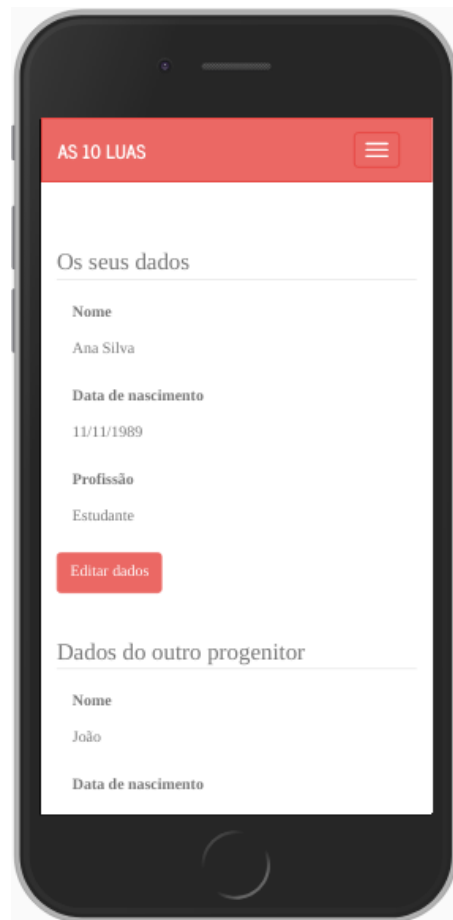 AS 10 LUAS
Os seus dados
Nome
Ana Silva
Data de nascimento
11/11/1989
Profissão
Estudante
Editar dados
Dados do outro progenitor
Nome
João
Data de nascimento